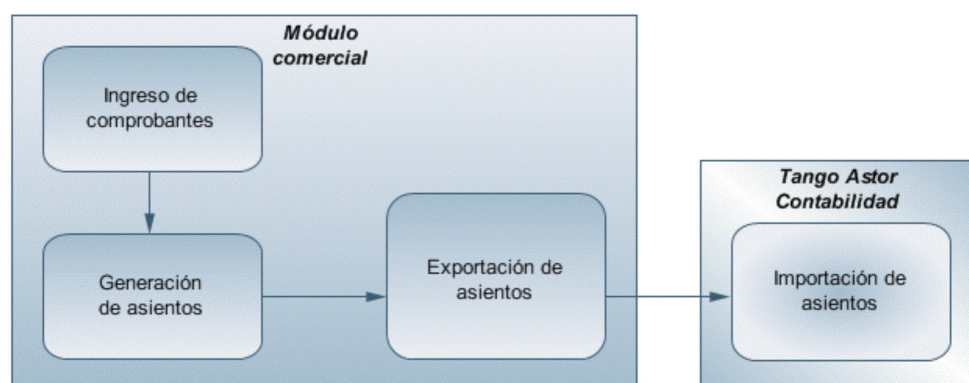 Módulo
comercial
Ingreso de
comprobantes
Generación
de asientos
Exportación de
asientos
Tango Astor
Contabilidad
Importación de
asientos